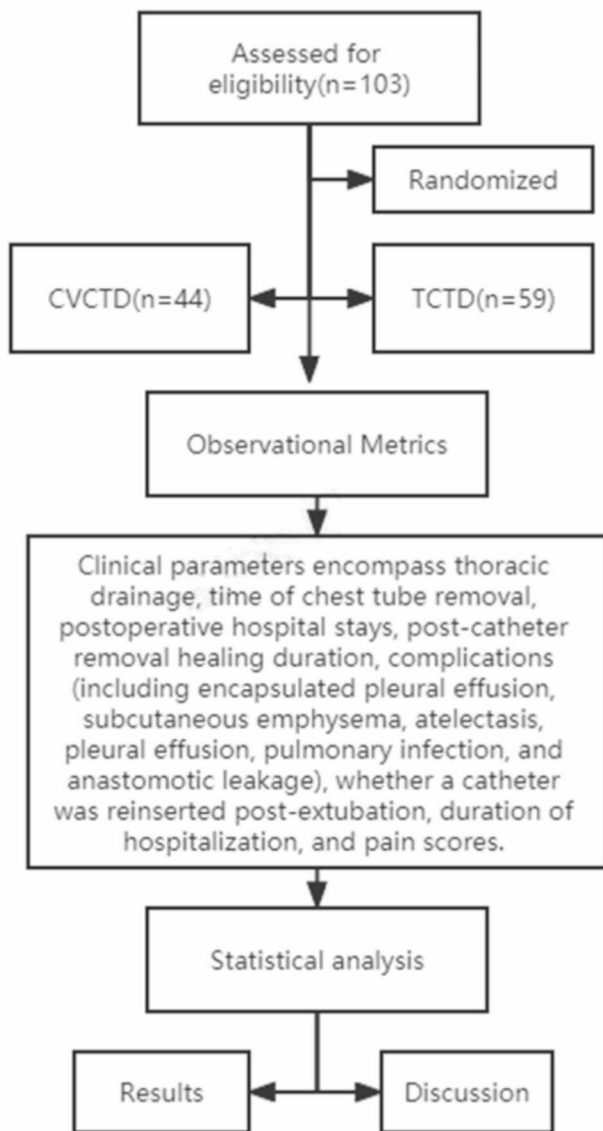 Assessed for
eligibility(n=103)
Randomized
CVCTD(n=44)
TCTD(n=59)
Observational Metrics
Clinical parameters encompass thoracic
drainage, time of chest tube removal,
postoperative hospital stays, post-catheter
removal healing duration, complications
(including encapsulated pleural effusion,
subcutaneous emphysema, atelectasis,
pleural effusion, pulmonary infection, and
anastomotic leakage), whether a catheter
was reinserted post-extubation, duration of
hospitalization, and pain scores.
Statistical analysis
Results
Discussion